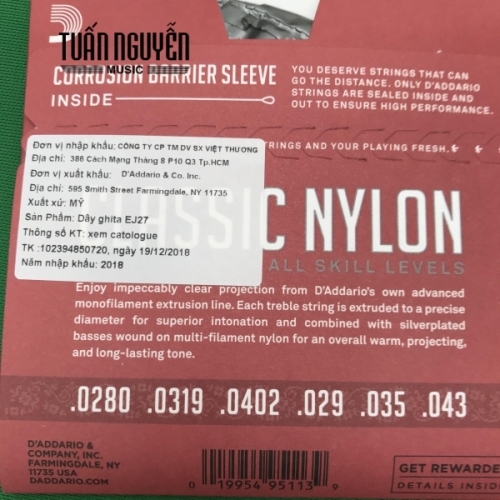 TUẤN NGUYỄN
MUSIC
CORROSION BARRIER SLEEVE
INSIDE
YOU DESERVE STRINGS THAT CAN
GO THE DISTANCE. ONLY D'ADDARIO
STRINGS ARE SEALED INSIDE AND
OUT TO ENSURE HIGH PERFORMANCE.
STRINGS AND YOUR PLAYING FRESH.
Đơn vị nhập khẩu: CÔNG TY CP TM DV SX VIỆT THƯƠNG
Địa chỉ: 386 Cách Mạng Tháng 8 P10 Q3 Tp.HCM
Đơn vị xuất khẩu: D'Addario & Co. Inc.
Địa chỉ: 595 Smith Street Farmingdale, NY 11735
Xuất xứ: MỸ
Sản Phẩm: Dây ghita EJ27
Thông số KT: xem catologue
TK :102394850720, ngày 19/12/2018
Năm nhập khẩu: 2018
CLASSIC NYLON
ALL SKILL LEVELS
Enjoy impeccably clear projection from D'Addario's own advanced
monofilament extrusion line. Each treble string is extruded to a precise
diameter for superior intonation and combined with silverplated
basses wound on multi-filament nylon for an overall warm, projecting,
and long-lasting tone.
.0280 .0319 .0402 .029 .035 .043
D'ADDARIO &
COMPANY, INC.
FARMINGDALE, NY
11735 USA
DADDARIO.COM
0 19954 95113 9
GET REWARDE
DETAILS INSID